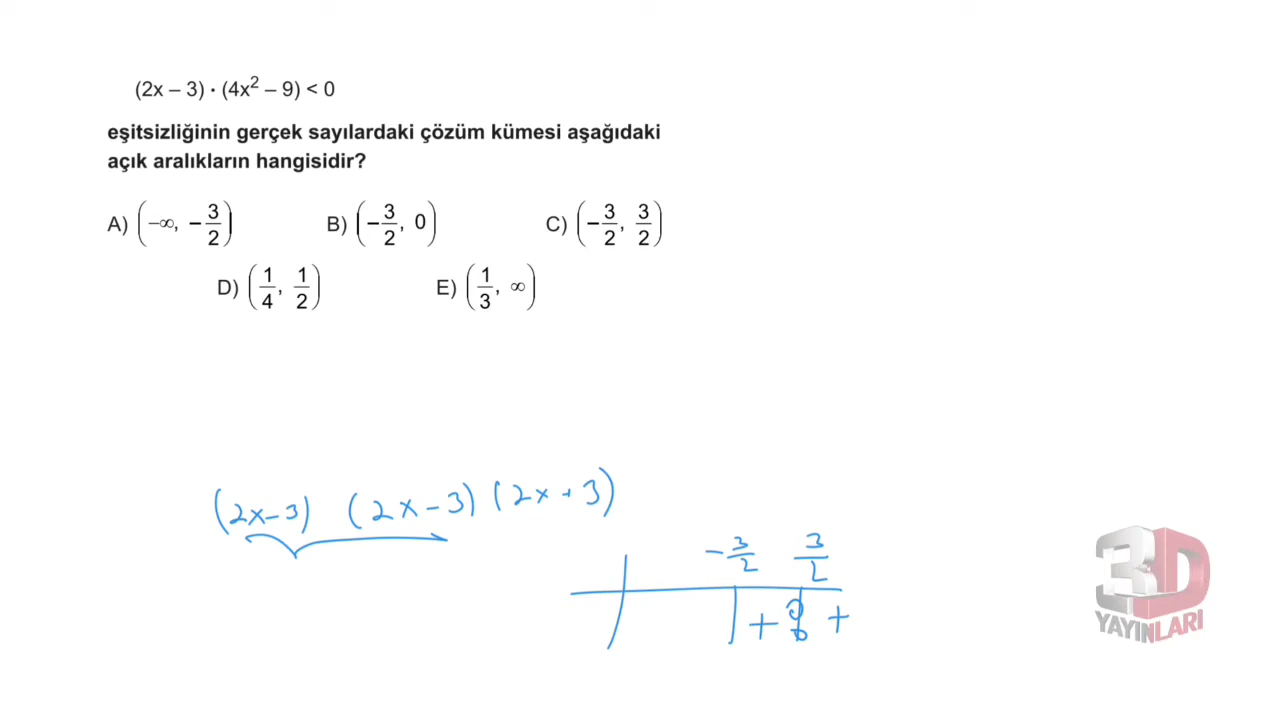 (2x – 3) · (4x² – 9) < 0
eşitsizliğinin gerçek sayılardaki çözüm kümesi aşağıdaki
açık aralıkların hangisidir?
A) (–∞, –3/2) B) (–3/2, 0) C) (–3/2, 3/2)
D) (1/4, 1/2) E) (1/3, ∞)
(2x–3) (2x–3) (2x+3)
–3/2 3/2
+ +
3D
YAYINLARI